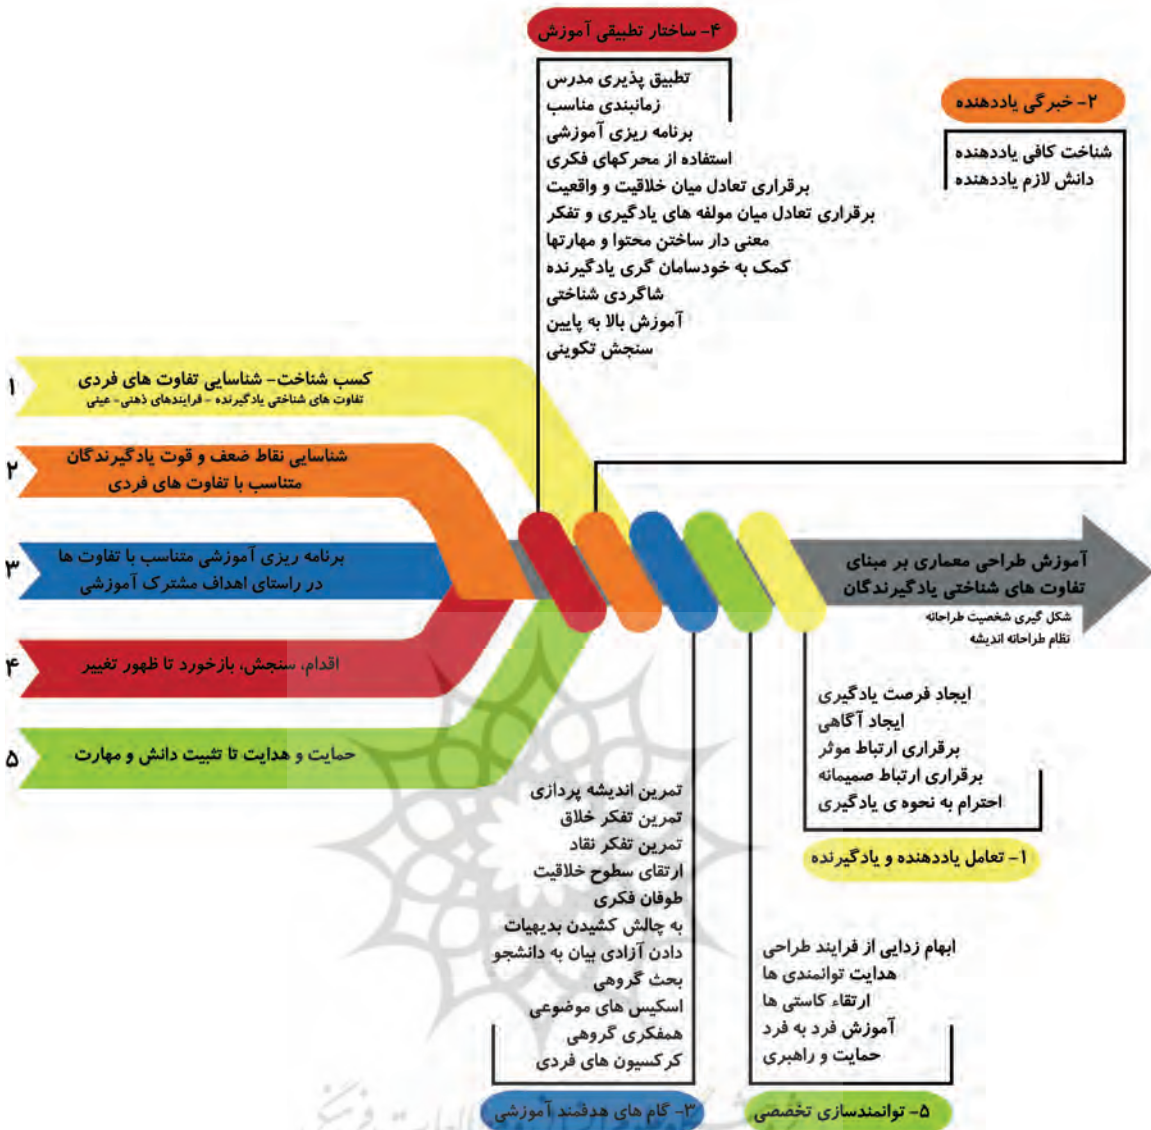 ۴- ساختار تطبیقی آموزش
تطبیق پذیری مدرس
زمانبندی مناسب
برنامه ریزی آموزشی
استفاده از محرکهای فکری
برقراری تعادل میان خلاقیت و واقعیت
برقراری تعادل میان مولفه های یادگیری و تفکر
معنی دار ساختن محتوا و مهارتها
کمک به خودسامان گری یادگیرنده
شاگردی شناختی
آموزش بالا به پایین
سنجش تکوینی
۲- خبرگی یاددهنده
شناخت کافی یاددهنده
دانش لازم یاددهنده
۱
کسب شناخت- شناسایی تفاوت های فردی
تفاوت های شناختی یادگیرنده - فرایندهای ذهنی- عینی
۲
شناسایی نقاط ضعف و قوت یادگیرندگان
متناسب با تفاوت های فردی
۳
برنامه ریزی آموزشی متناسب با تفاوت ها
در راستای اهداف مشترک آموزشی
۴
اقدام، سنجش، بازخورد تا ظهور تغییر
۵
حمایت و هدایت تا تثبیت دانش و مهارت
آموزش طراحی معماری بر مبنای
تفاوت های شناختی یادگیرندگان
شکل گیری شخصیت طراحانه
نظام طراحانه اندیشه
ایجاد فرصت یادگیری
ایجاد آگاهی
برقراری ارتباط موثر
برقراری ارتباط صمیمانه
احترام به نحوه ی یادگیری
۱- تعامل یاددهنده و یادگیرنده
تمرین اندیشه پردازی
تمرین تفکر خلاق
تمرین تفکر نقاد
ارتقای سطوح خلاقیت
طوفان فکری
به چالش کشیدن بدیهیات
دادن آزادی بیان به دانشجو
بحث گروهی
اسکیس های موضوعی
همفکری گروهی
کرکسیون های فردی
۳- گام های هدفمند آموزشی
ابهام زدایی از فرایند طراحی
هدایت توانمندی ها
ارتقاء کاستی ها
آموزش فرد به فرد
حمایت و راهبری
۵- توانمندسازی تخصصی